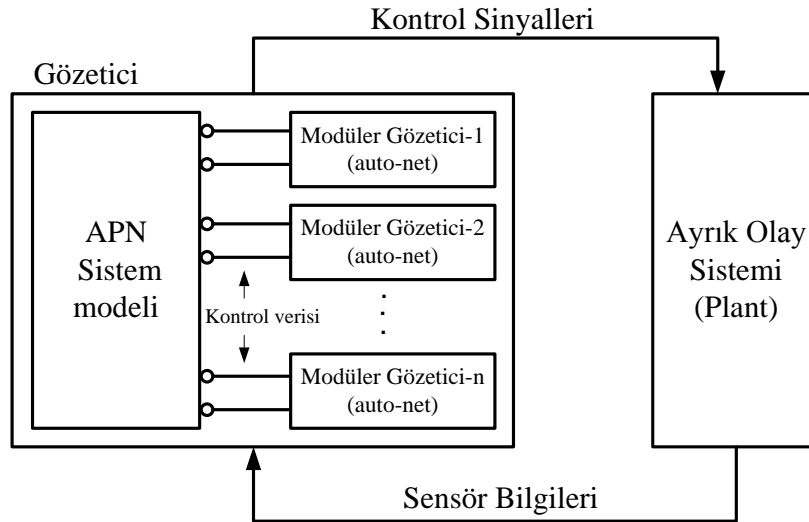 Kontrol Sinyalleri
Gözetici
APN
Sistem
modeli
Modüler Gözetici-1
(auto-net)
Modüler Gözetici-2
(auto-net)
Kontrol verisi
Modüler Gözetici-n
(auto-net)
Ayrık Olay
Sistemi
(Plant)
Sensör Bilgileri